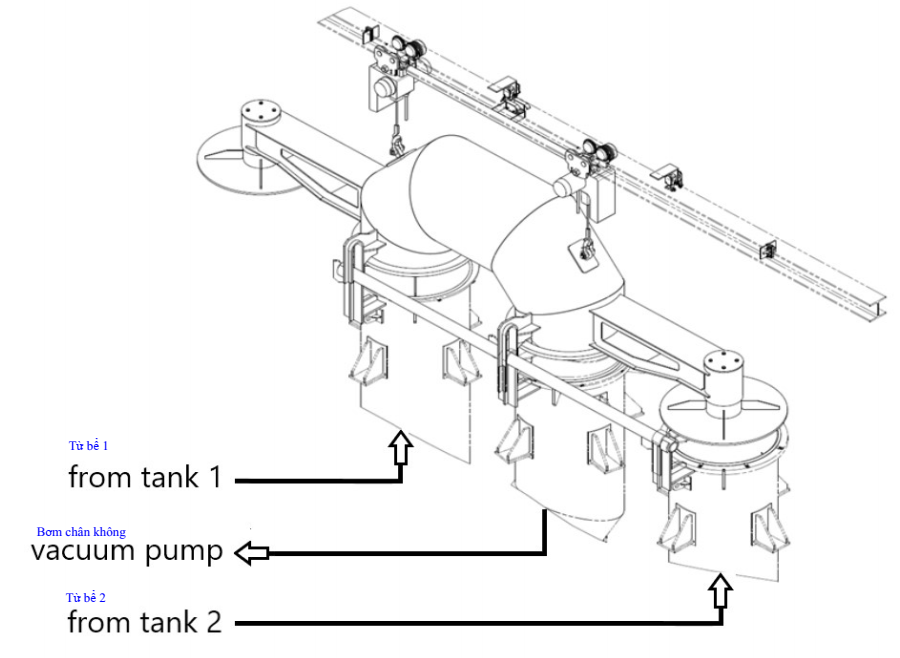 Từ bể 1
from tank 1
Bơm chân không
vacuum pump
Từ bể 2
from tank 2